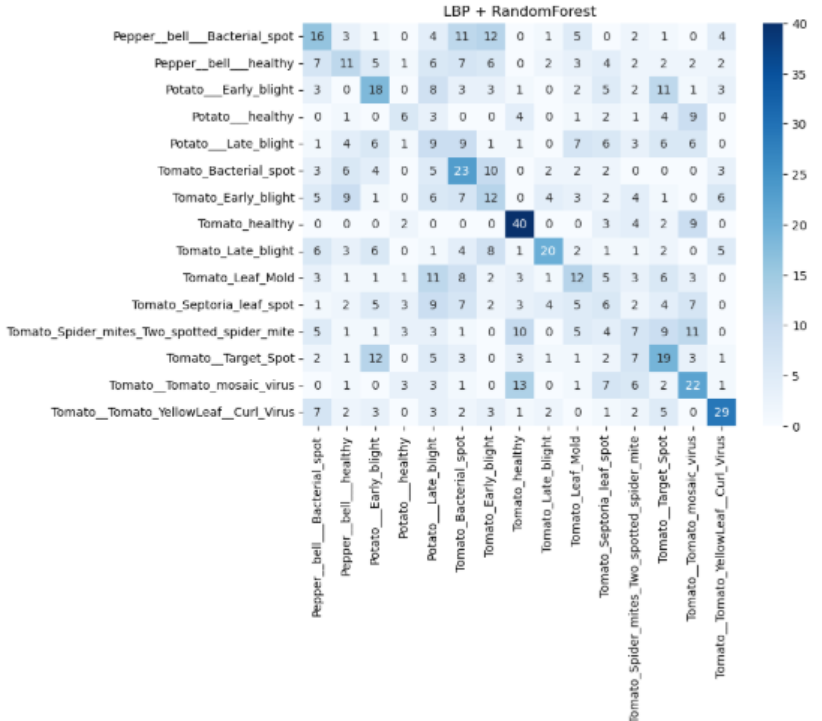 LBP + RandomForest
Pepper__bell___Bacterial_spot 16 3 1 0 4 11 12 0 1 5 0 2 1 0 4
Pepper__bell___healthy 7 11 5 1 6 7 6 0 2 3 4 2 2 2 2
Potato___Early_blight 3 0 18 0 8 3 3 1 0 2 5 2 11 1 3
Potato___healthy 0 1 0 6 3 0 0 4 0 1 2 1 4 9 0
Potato___Late_blight 1 4 6 1 9 9 1 1 0 7 6 3 6 6 0
Tomato_Bacterial_spot 3 6 4 0 5 23 10 0 2 2 2 0 0 0 3
Tomato_Early_blight 5 9 1 0 6 7 12 0 4 3 2 4 1 0 6
Tomato_healthy 0 0 0 2 0 0 0 40 0 0 3 4 2 9 0
Tomato_Late_blight 6 3 6 0 1 4 8 1 20 2 1 1 2 0 5
Tomato_Leaf_Mold 3 1 1 1 11 8 2 3 1 12 5 3 6 3 0
Tomato_Septoria_leaf_spot 1 2 5 3 9 7 2 3 4 5 6 2 4 7 0
Tomato_Spider_mites_Two_spotted_spider_mite 5 1 1 3 3 1 0 10 0 5 4 7 9 11 0
Tomato__Target_Spot 2 1 12 0 5 3 0 3 1 1 2 7 19 3 1
Tomato__Tomato_mosaic_virus 0 1 0 3 3 1 0 13 0 1 7 6 2 22 1
Tomato__Tomato_YellowLeaf__Curl_Virus 7 2 3 0 3 2 3 1 2 0 1 2 5 0 29
40
35
30
25
20
15
10
5
0
Pepper__bell___Bacterial_spot
Pepper__bell___healthy
Potato___Early_blight
Potato___healthy
Potato___Late_blight
Tomato_Bacterial_spot
Tomato_Early_blight
Tomato_healthy
Tomato_Late_blight
Tomato_Leaf_Mold
Tomato_Septoria_leaf_spot
Tomato_Spider_mites_Two_spotted_spider_mite
Tomato__Target_Spot
Tomato__Tomato_mosaic_virus
Tomato__Tomato_YellowLeaf__Curl_Virus